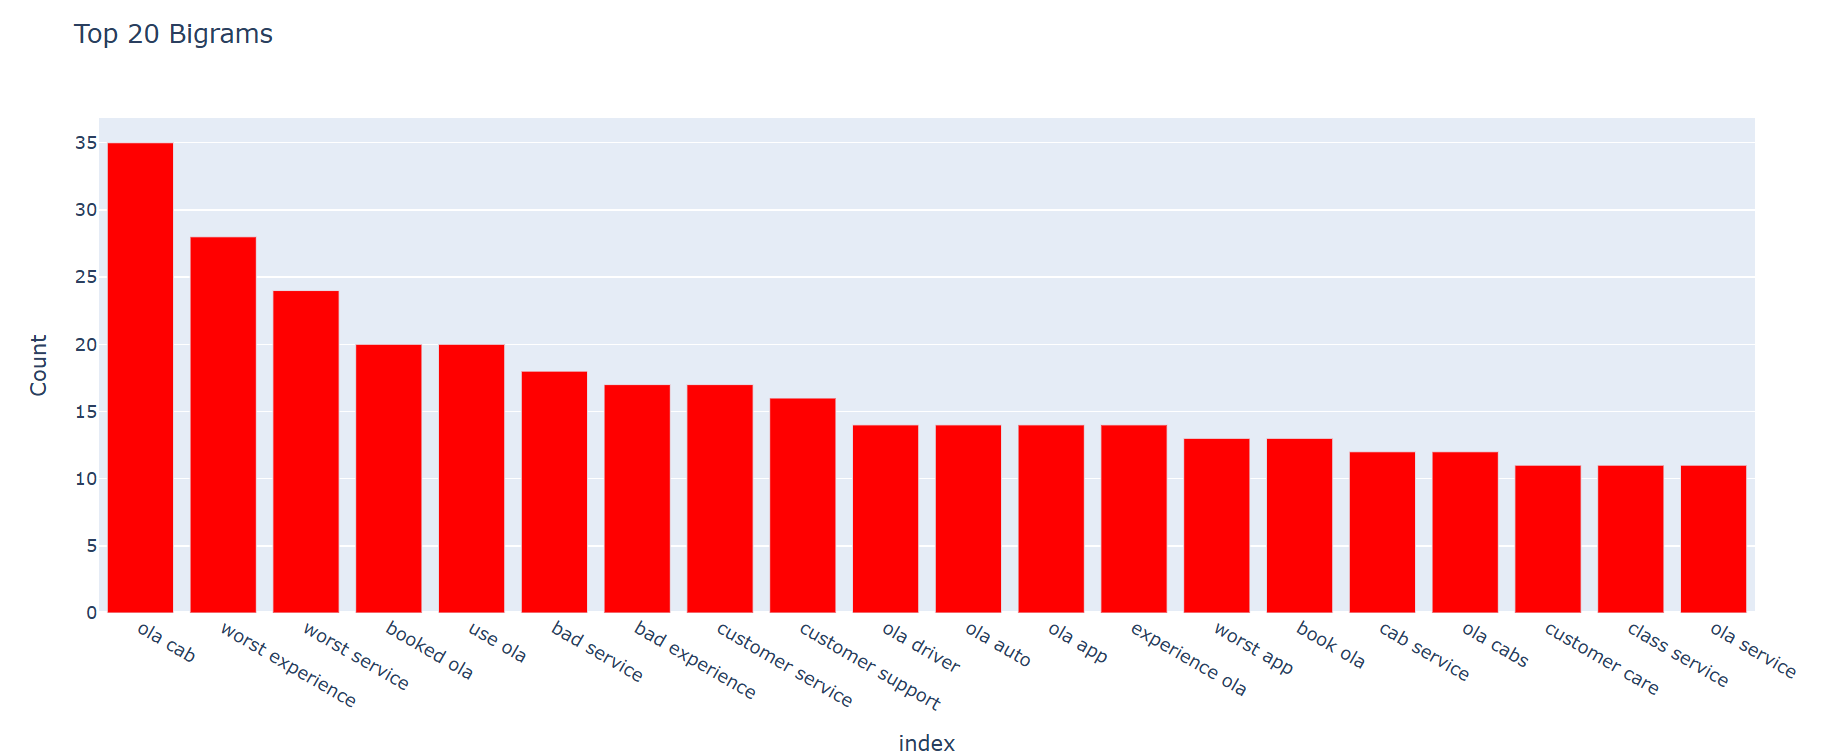 Top 20 Bigrams
35
30
25
20
15
10
5
0
Count
ola cab
worst experience
worst service
booked ola
use ola
bad service
bad experience
customer service
customer support
ola driver
ola auto
ola app
experience ola
worst app
book ola
cab service
ola cabs
customer care
class service
ola service
index